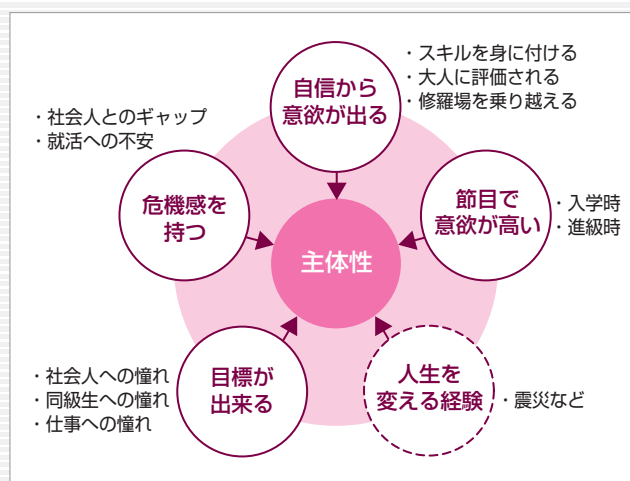 自信から
意欲が出る
・スキルを身に付ける
・大人に評価される
・修羅場を乗り越える
・社会人とのギャップ
・就活への不安
危機感を
持つ
節目で
意欲が高い
・入学時
・進級時
主体性
・社会人への憧れ
・同級生への憧れ
・仕事への憧れ
目標が
出来る
人生を
変える経験
・震災など